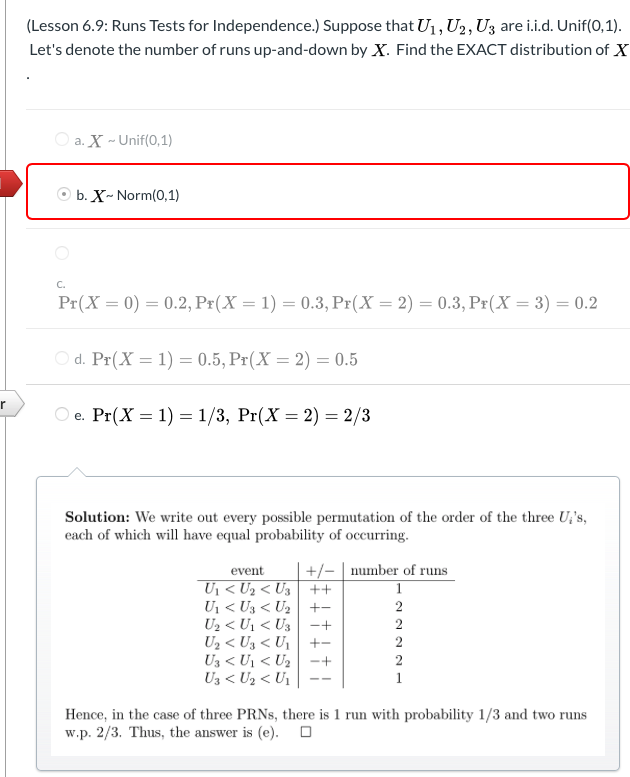 (Lesson 6.9: Runs Tests for Independence.) Suppose that U₁, U₂, U₃ are i.i.d. Unif(0,1).
Let's denote the number of runs up-and-down by X. Find the EXACT distribution of X
.
a. X ~ Unif(0,1)
b. X~ Norm(0,1)
c.
Pr(X = 0) = 0.2, Pr(X = 1) = 0.3, Pr(X = 2) = 0.3, Pr(X = 3) = 0.2
d. Pr(X = 1) = 0.5, Pr(X = 2) = 0.5
r
e. Pr(X = 1) = 1/3, Pr(X = 2) = 2/3
Solution: We write out every possible permutation of the order of the three Uᵢ's,
each of which will have equal probability of occurring.
event +/− number of runs
U₁ < U₂ < U₃ ++ 1
U₁ < U₃ < U₂ +− 2
U₂ < U₁ < U₃ −+ 2
U₂ < U₃ < U₁ +− 2
U₃ < U₁ < U₂ −+ 2
U₃ < U₂ < U₁ −− 1
Hence, in the case of three PRNs, there is 1 run with probability 1/3 and two runs
w.p. 2/3. Thus, the answer is (e). □